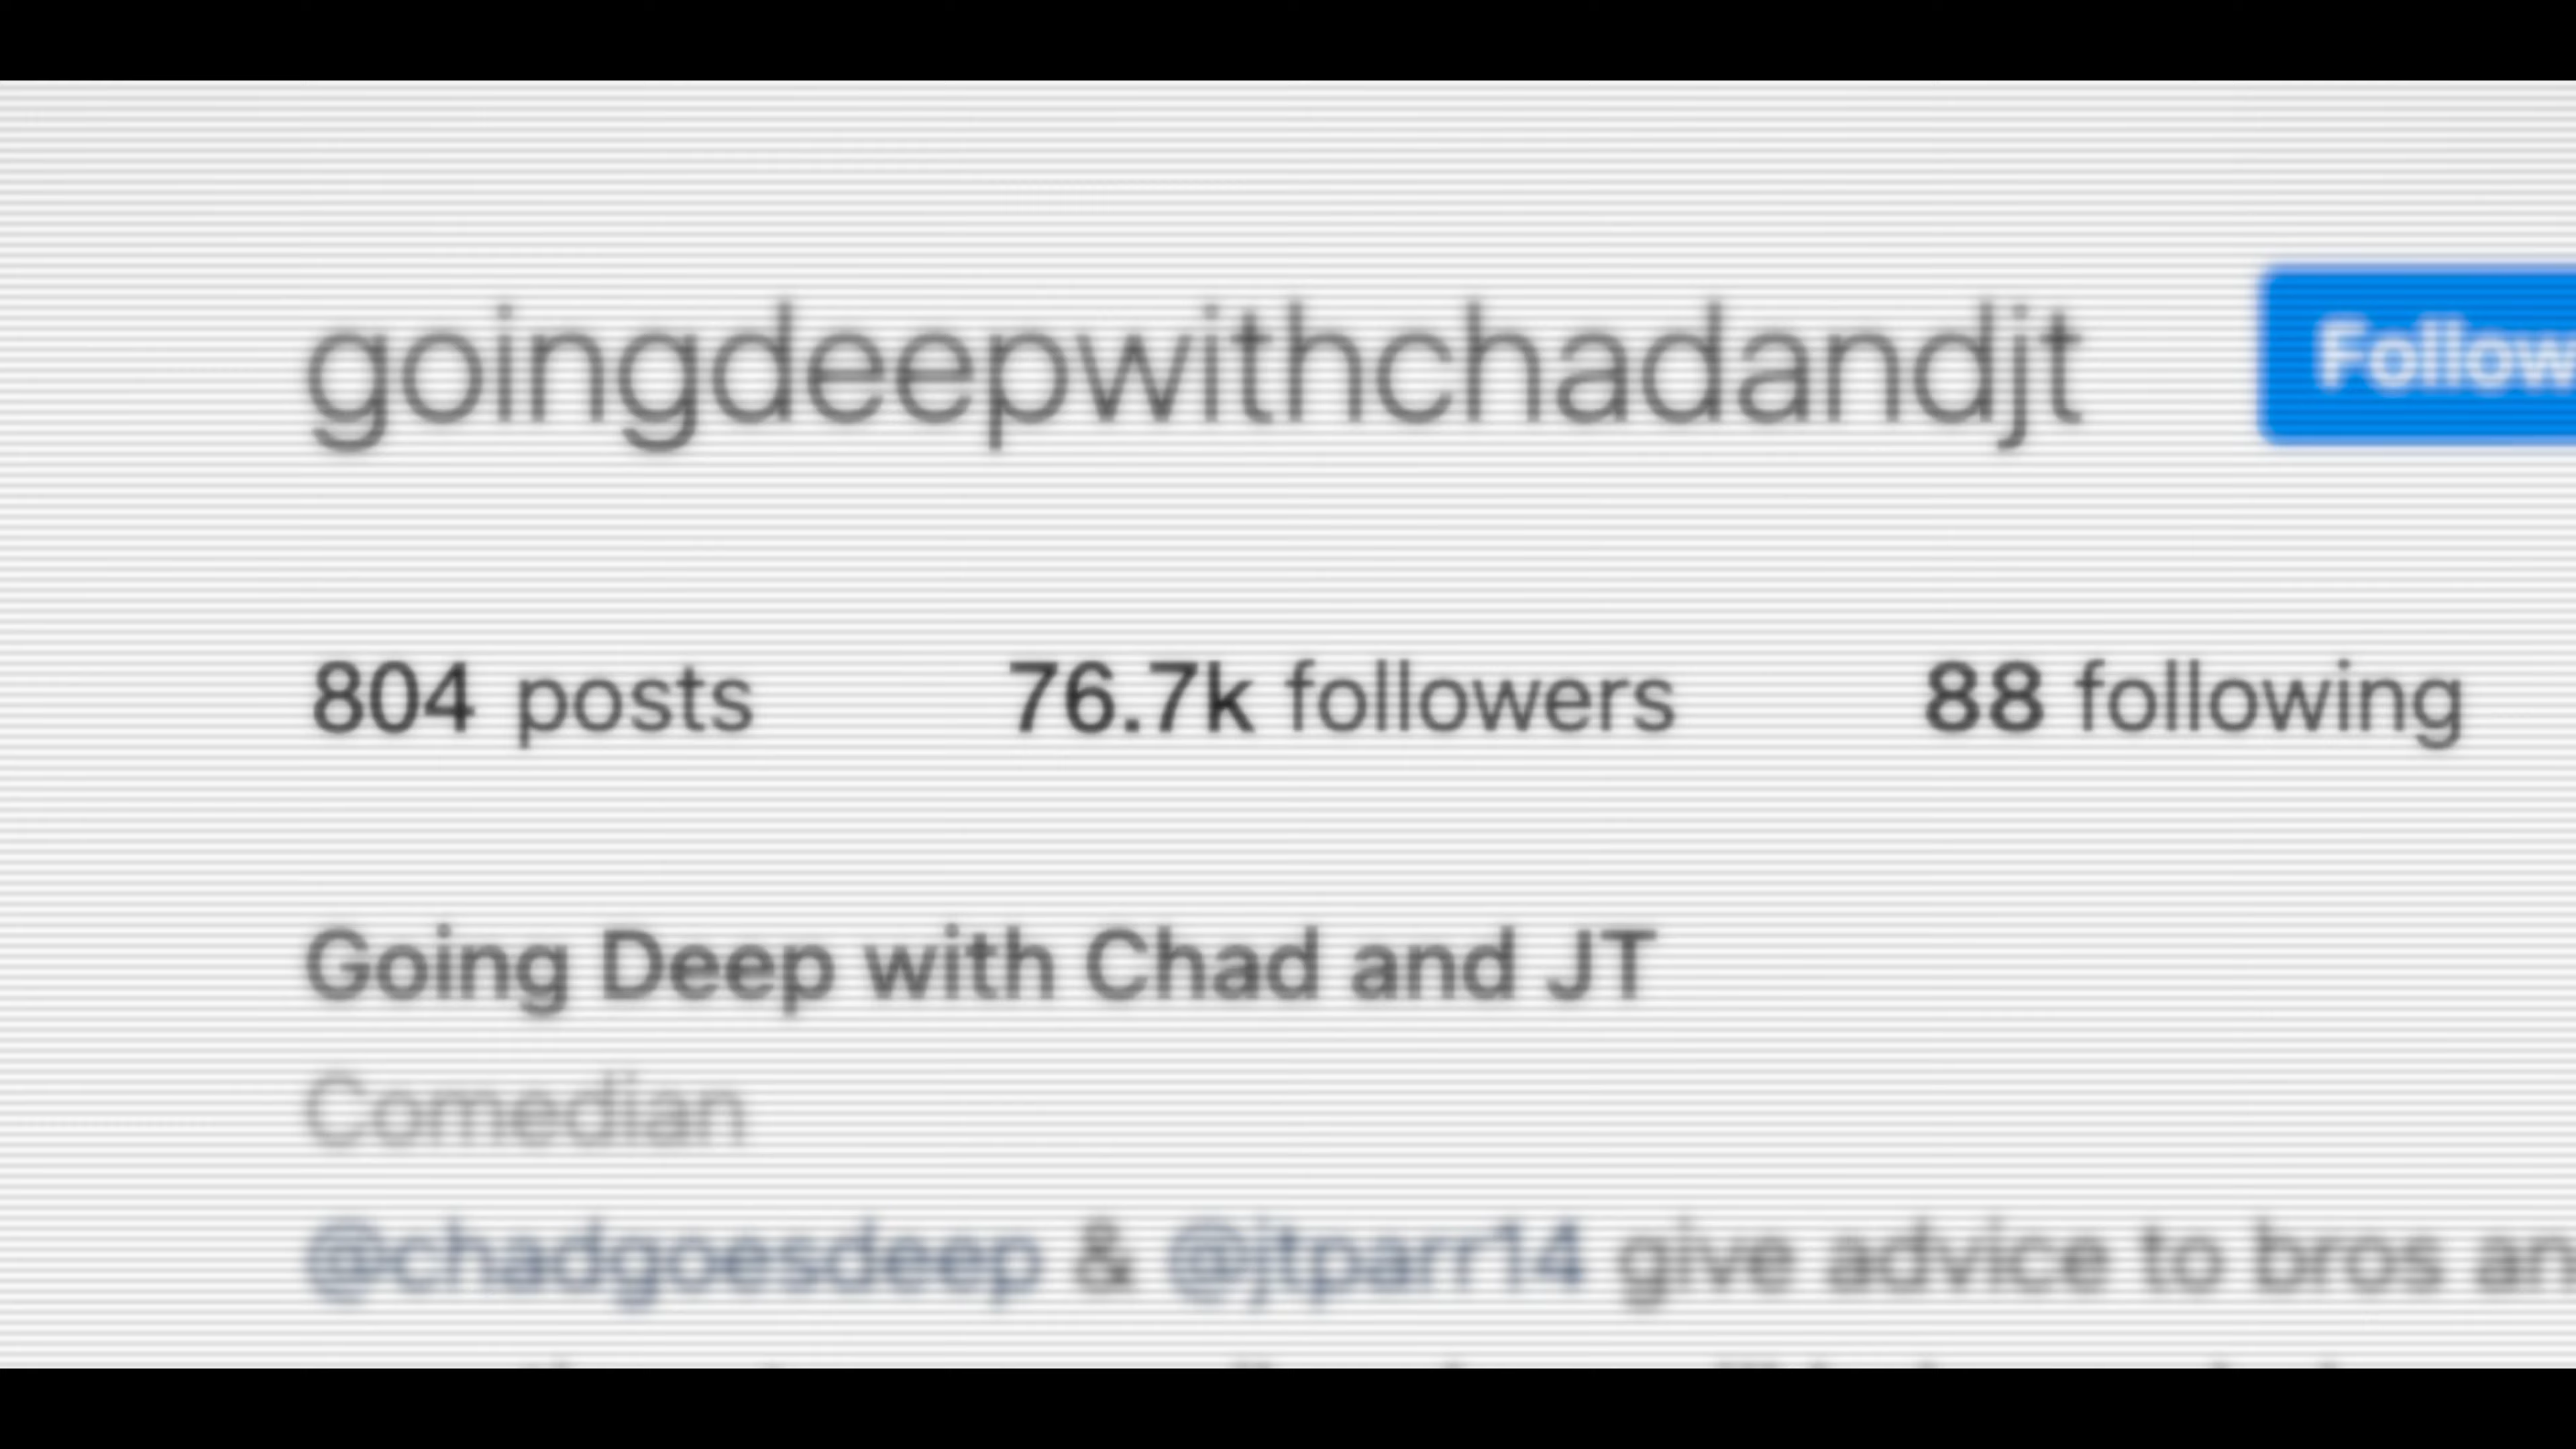 goingdeepwithchadandjt Follow
804 posts 76.7k followers 88 following
Going Deep with Chad and JT
Comedian
@chadgoesdeep & @jtparr14 give advice to bros an